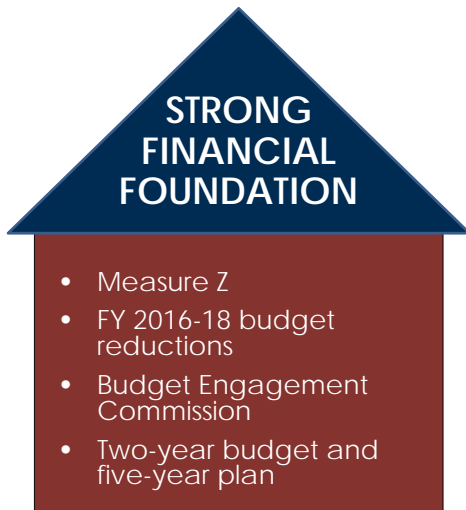 STRONG
FINANCIAL
FOUNDATION
• Measure Z
• FY 2016-18 budget
reductions
• Budget Engagement
Commission
• Two-year budget and
five-year plan